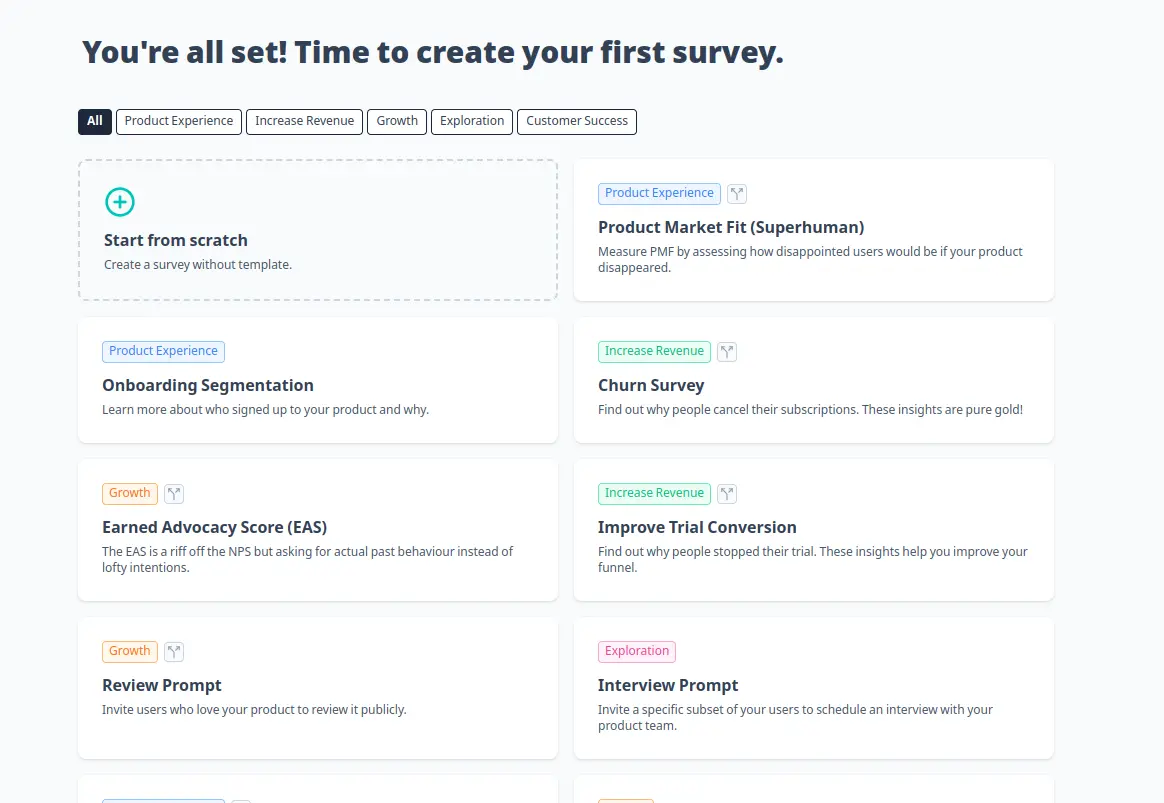 You're all set! Time to create your first survey.
All
Product Experience
Increase Revenue
Growth
Exploration
Customer Success
Start from scratch
Create a survey without template.
Product Experience
Product Market Fit (Superhuman)
Measure PMF by assessing how disappointed users would be if your product
disappeared.
Product Experience
Onboarding Segmentation
Learn more about who signed up to your product and why.
Increase Revenue
Churn Survey
Find out why people cancel their subscriptions. These insights are pure gold!
Growth
Earned Advocacy Score (EAS)
The EAS is a riff off the NPS but asking for actual past behaviour instead of
lofty intentions.
Increase Revenue
Improve Trial Conversion
Find out why people stopped their trial. These insights help you improve your
funnel.
Growth
Review Prompt
Invite users who love your product to review it publicly.
Exploration
Interview Prompt
Invite a specific subset of your users to schedule an interview with your
product team.